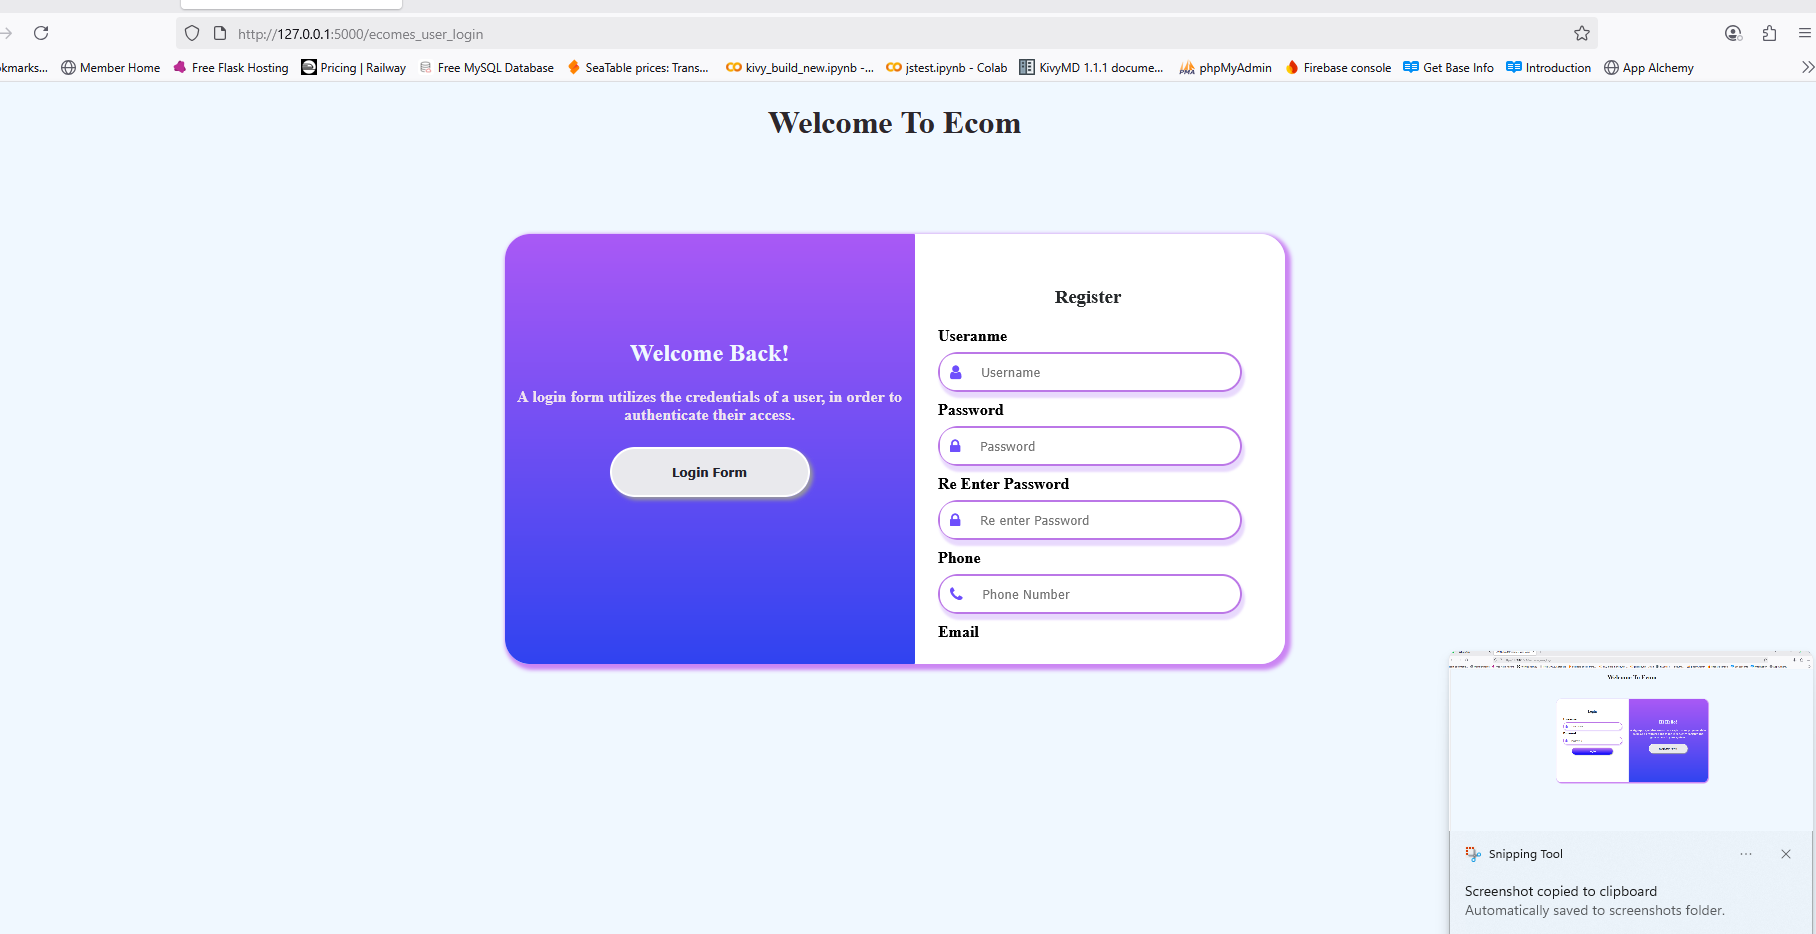 http://127.0.0.1:5000/ecomes_user_login
okmarks... Member Home Free Flask Hosting Pricing | Railway Free MySQL Database SeaTable prices: Trans... kivy_build_new.ipynb -... jstest.ipynb - Colab KivyMD 1.1.1 docume... phpMyAdmin Firebase console Get Base Info Introduction App Alchemy
Welcome To Ecom
Welcome Back!
A login form utilizes the credentials of a user, in order to
authenticate their access.
Login Form
Register
Useranme
Username
Password
Password
Re Enter Password
Re enter Password
Phone
Phone Number
Email
Welcome To Ecom
Login
Snipping Tool
Screenshot copied to clipboard
Automatically saved to screenshots folder.